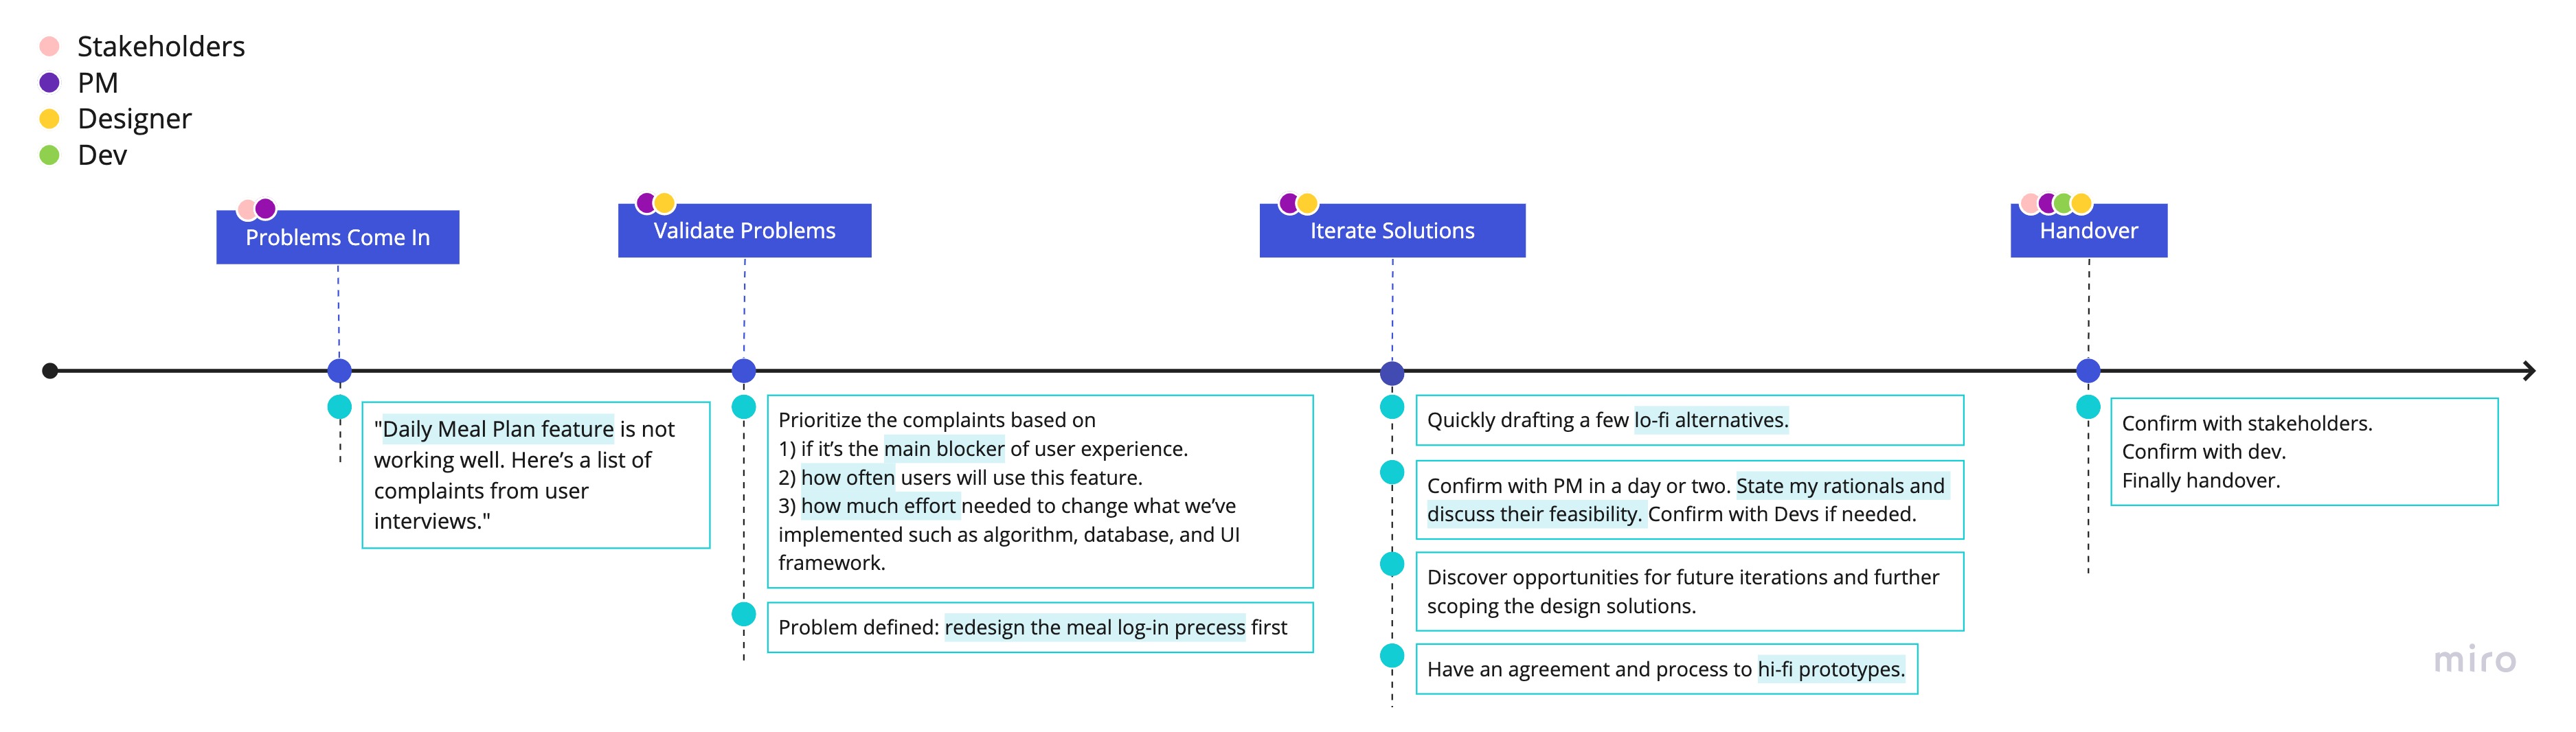 Stakeholders
PM
Designer
Dev
Problems Come In
"Daily Meal Plan feature is not
working well. Here’s a list of
complaints from user
interviews."
Validate Problems
Prioritize the complaints based on
1) if it’s the main blocker of user experience.
2) how often users will use this feature.
3) how much effort needed to change what we’ve
implemented such as algorithm, database, and UI
framework.
Problem defined: redesign the meal log-in precess first
Iterate Solutions
Quickly drafting a few lo-fi alternatives.
Confirm with PM in a day or two. State my rationals and
discuss their feasibility. Confirm with Devs if needed.
Discover opportunities for future iterations and further
scoping the design solutions.
Have an agreement and process to hi-fi prototypes.
Handover
Confirm with stakeholders.
Confirm with dev.
Finally handover.
miro